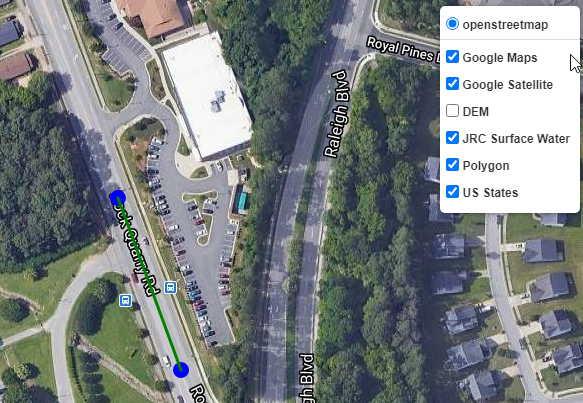 openstreetmap
Google Maps
Google Satellite
DEM
JRC Surface Water
Polygon
US States
Royal Pines
Raleigh Blvd
ck Quarry Rd
gh Blvd
Ro